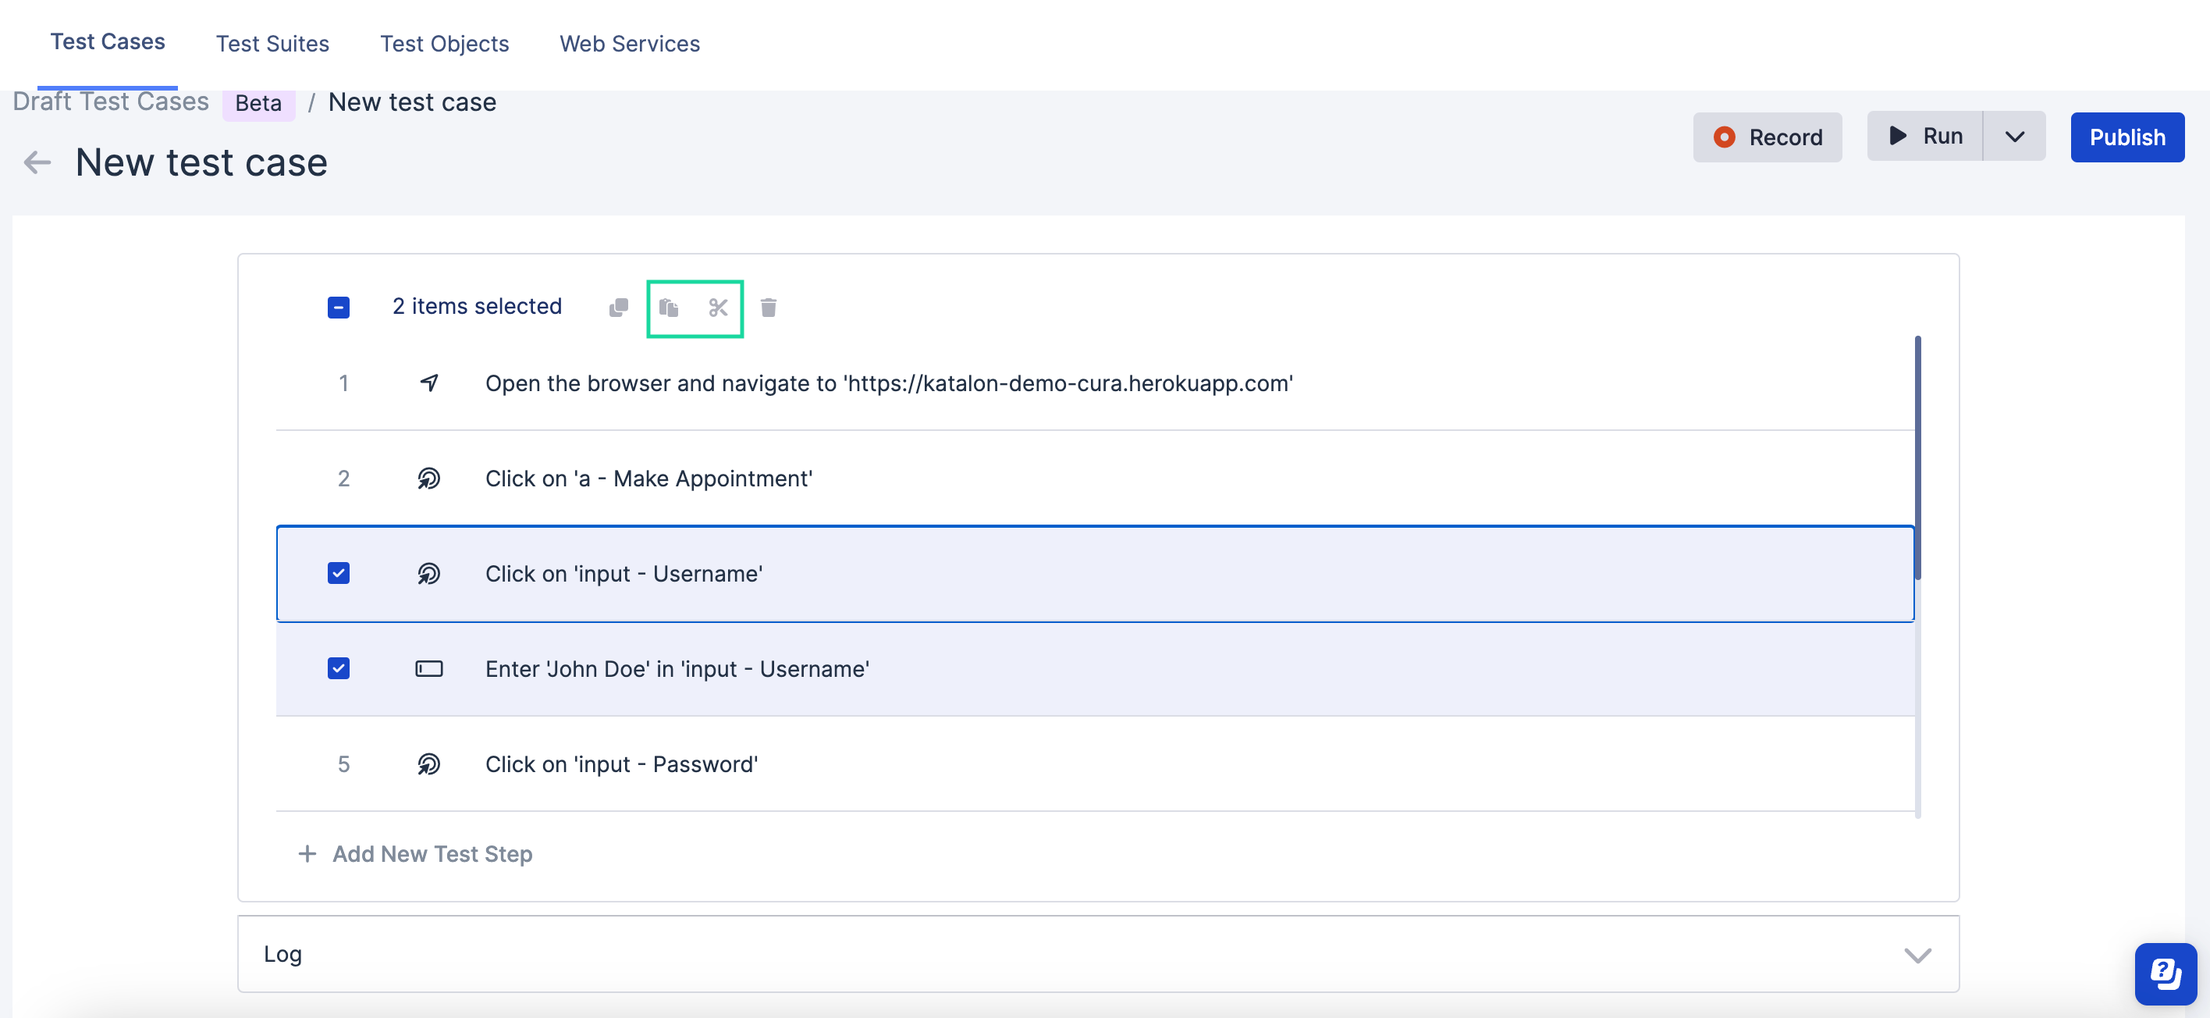 Test Cases Test Suites Test Objects Web Services
Draft Test Cases Beta / New test case
New test case
Record Run Publish
2 items selected
1 Open the browser and navigate to 'https://katalon-demo-cura.herokuapp.com'
2 Click on 'a - Make Appointment'
Click on 'input - Username'
Enter 'John Doe' in 'input - Username'
5 Click on 'input - Password'
+ Add New Test Step
Log